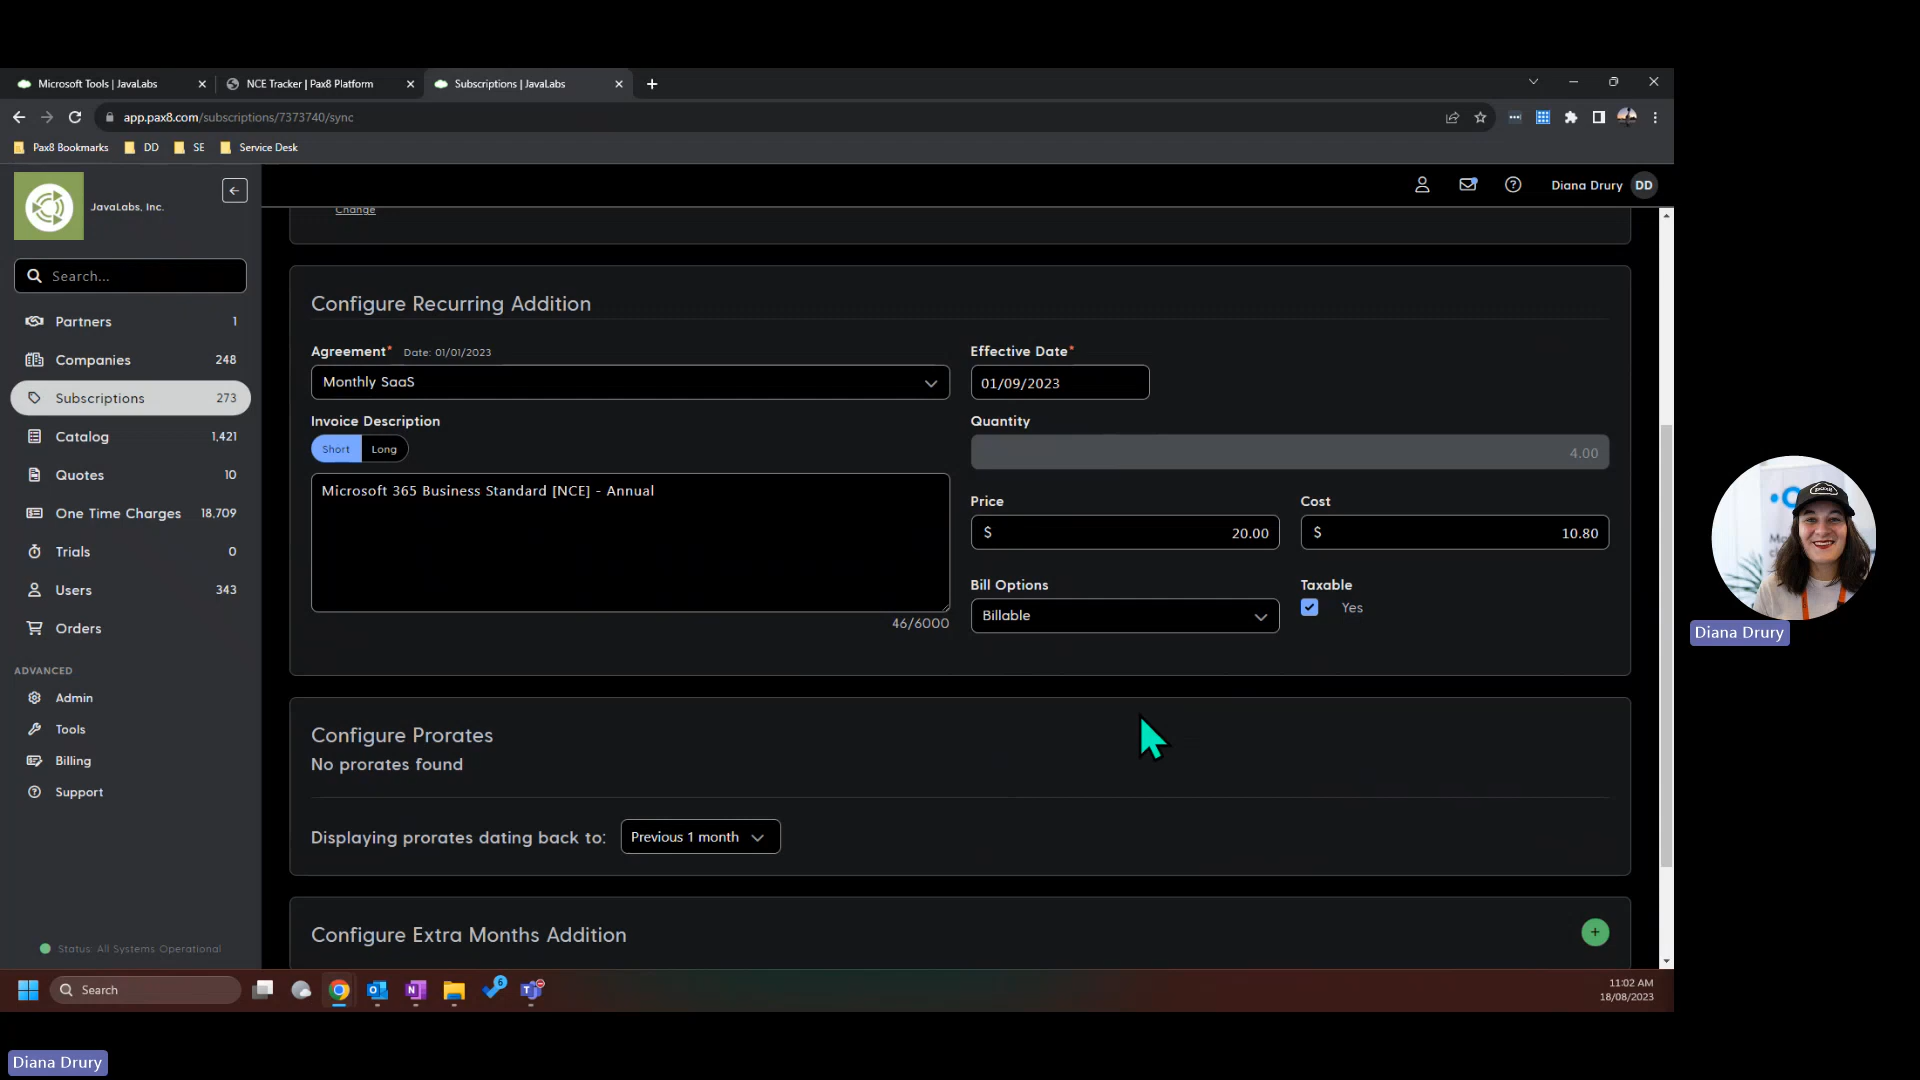 Microsoft Tools | JavaLabs
NCE Tracker | Pax8 Platform
Subscriptions | JavaLabs
app.pax8.com/subscriptions/7373740/sync
Pax8 Bookmarks
DD
SE
Service Desk
JavaLabs, Inc.
Diana Drury DD
Search...
Partners 1
Companies 248
Subscriptions 273
Catalog 1,421
Quotes 10
One Time Charges 18,709
Trials 0
Users 343
Orders
ADVANCED
Admin
Tools
Billing
Support
Status: All Systems Operational
Change
Configure Recurring Addition
Agreement* Date: 01/01/2023
Monthly SaaS
Effective Date*
01/09/2023
Invoice Description
Short Long
Microsoft 365 Business Standard [NCE] - Annual
46/6000
Quantity
4.00
Price
$ 20.00
Cost
$ 10.80
Bill Options
Billable
Taxable
Yes
Configure Prorates
No prorates found
Displaying prorates dating back to: Previous 1 month
Configure Extra Months Addition
+
Search
6
11:02 AM
18/08/2023
Diana Drury
Diana Drury